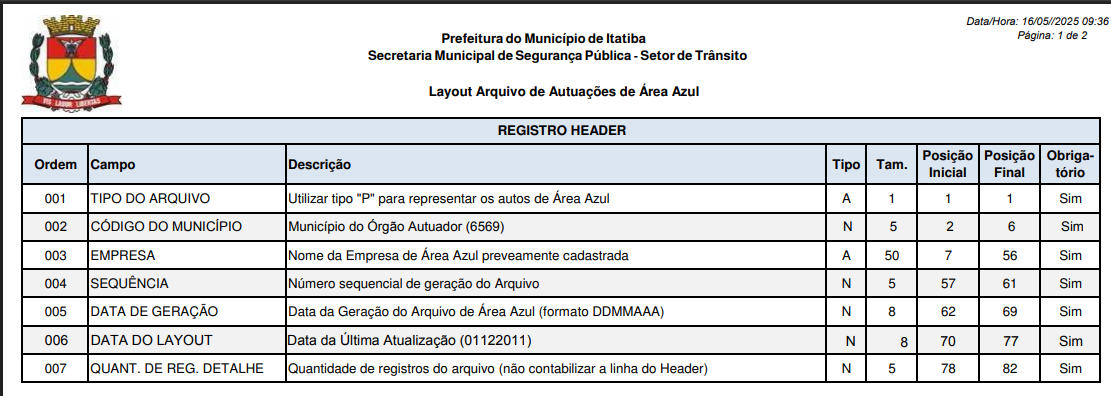 Data/Hora: 16/05//2025 09:36
Página: 1 de 2
Prefeitura do Município de Itatiba
Secretaria Municipal de Segurança Pública - Setor de Trânsito
Layout Arquivo de Autuações de Área Azul
VIS LABOR LIBERTAS
REGISTRO HEADER
Ordem Campo Descrição Tipo Tam. Posição Inicial Posição Final Obriga-tório
001 TIPO DO ARQUIVO Utilizar tipo "P" para representar os autos de Área Azul A 1 1 1 Sim
002 CÓDIGO DO MUNICÍPIO Município do Órgão Autuador (6569) N 5 2 6 Sim
003 EMPRESA Nome da Empresa de Área Azul preveamente cadastrada A 50 7 56 Sim
004 SEQUÊNCIA Número sequencial de geração do Arquivo N 5 57 61 Sim
005 DATA DE GERAÇÃO Data da Geração do Arquivo de Área Azul (formato DDMMAAA) N 8 62 69 Sim
006 DATA DO LAYOUT Data da Última Atualização (01122011) N 8 70 77 Sim
007 QUANT. DE REG. DETALHE Quantidade de registros do arquivo (não contabilizar a linha do Header) N 5 78 82 Sim